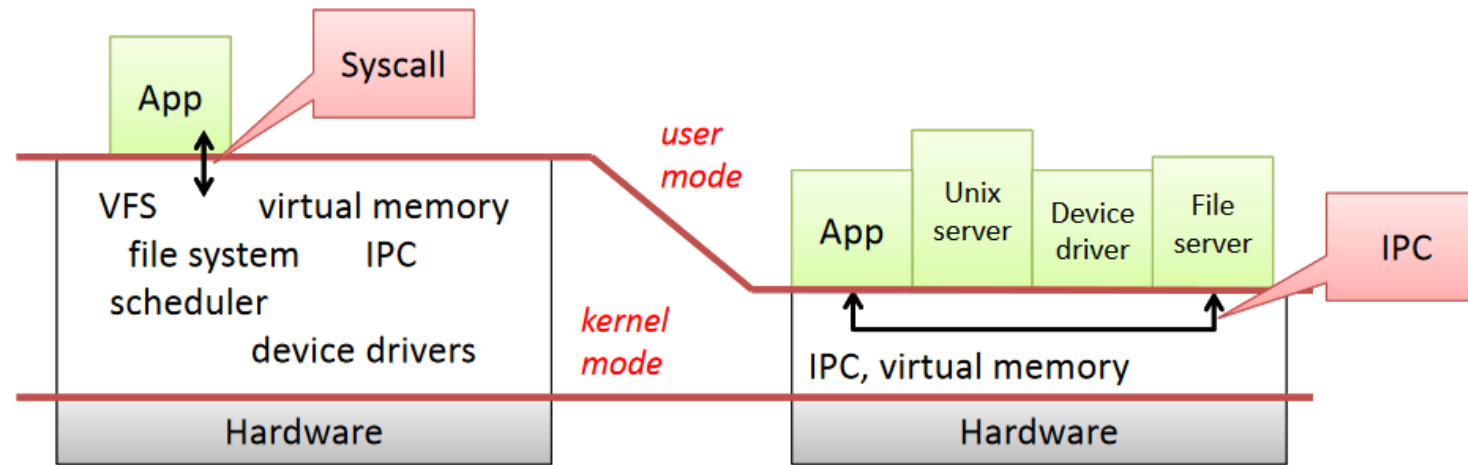 App
Syscall
VFS
virtual memory
file system
IPC
scheduler
device drivers
Hardware
user
mode
kernel
mode
App
Unix
server
Device
driver
File
server
IPC
IPC, virtual memory
Hardware